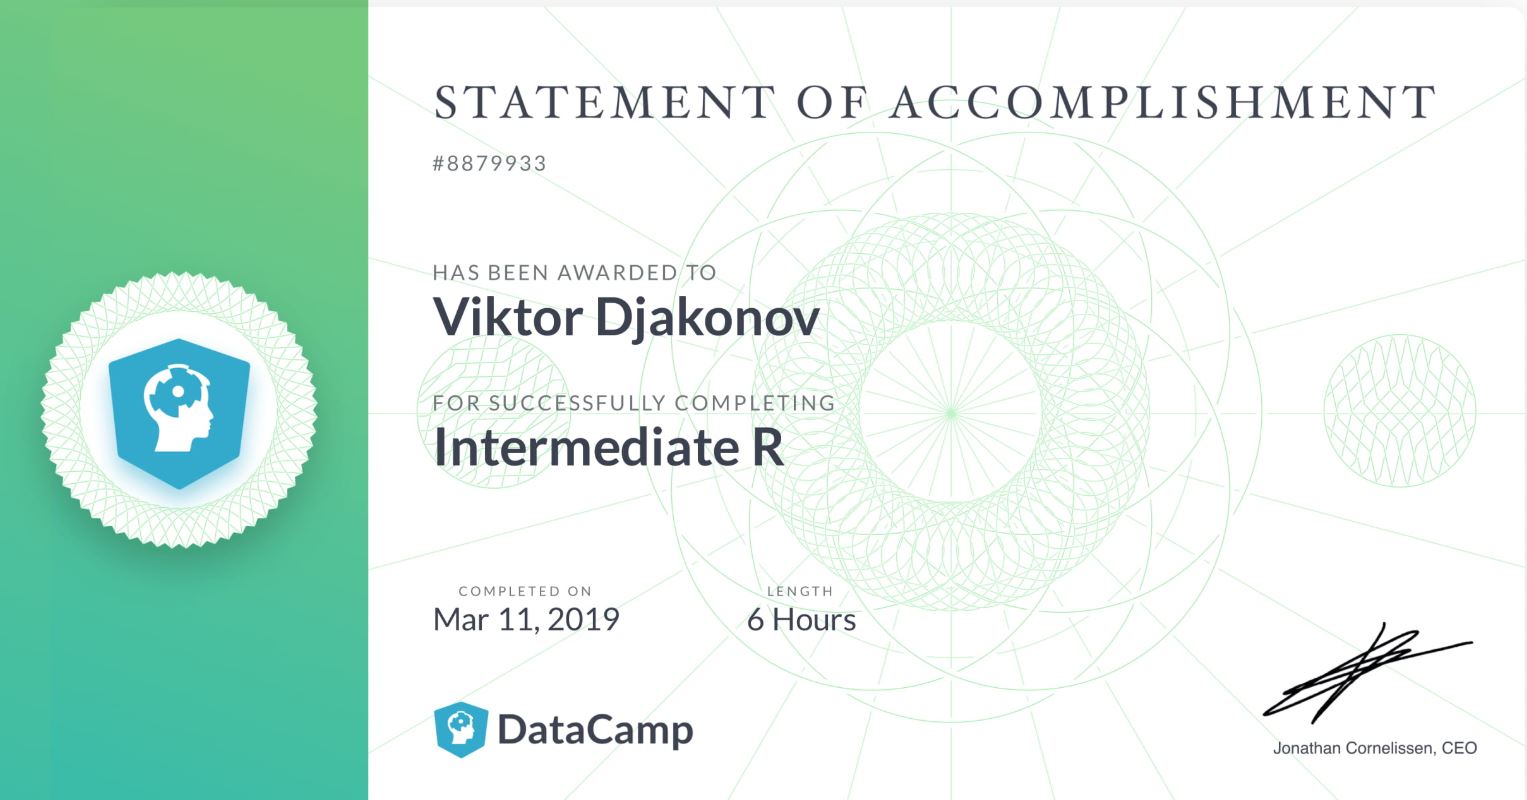 STATEMENT OF ACCOMPLISHMENT
#8879933
HAS BEEN AWARDED TO
Viktor Djakonov
FOR SUCCESSFULLY COMPLETING
Intermediate R
COMPLETED ON
Mar 11, 2019
LENGTH
6 Hours
DataCamp
Jonathan Cornelissen, CEO